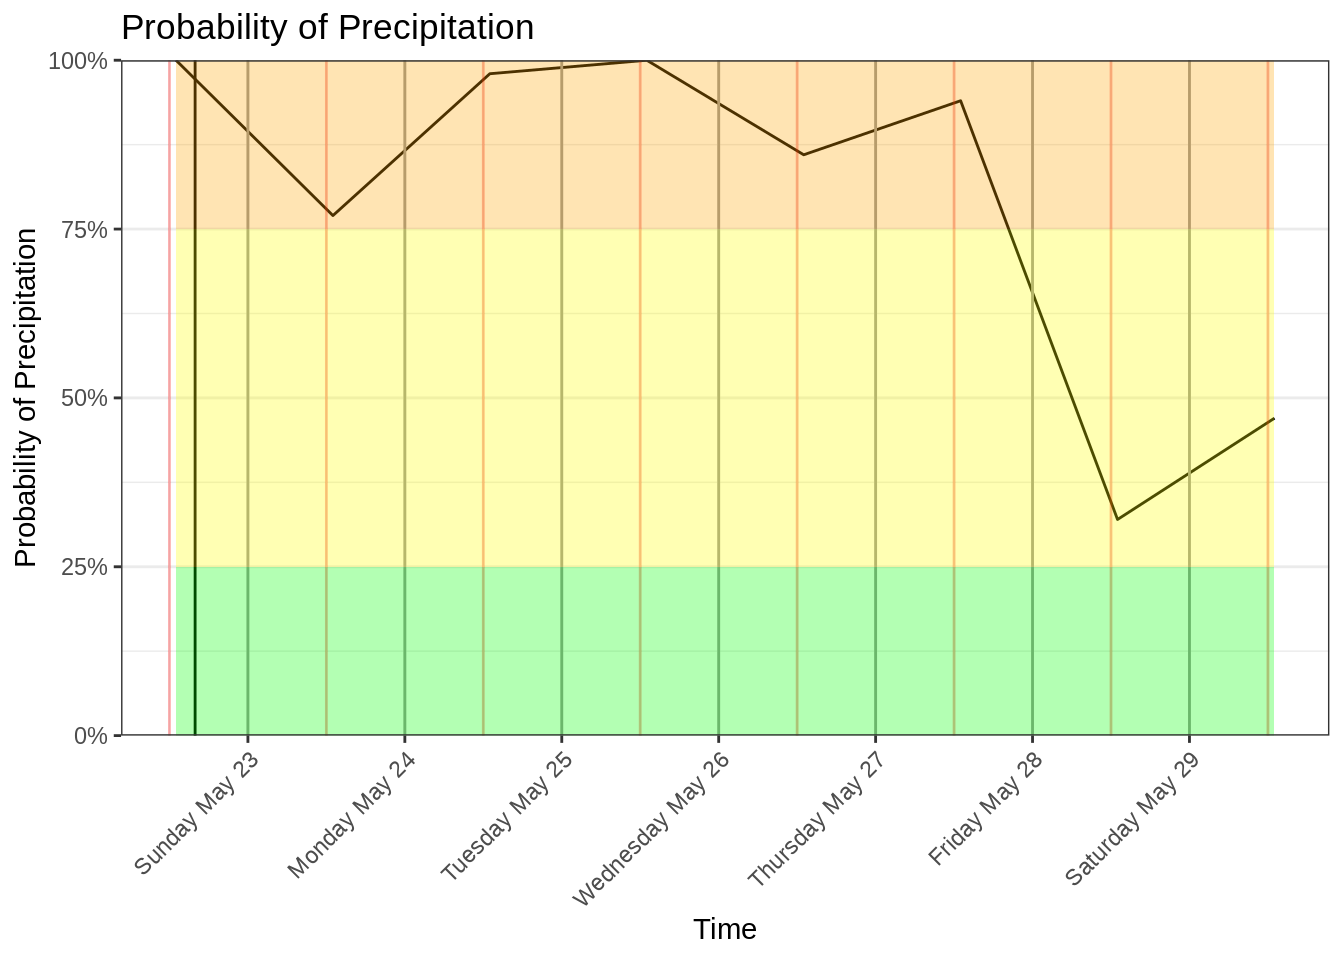 Probability of Precipitation
Probability of Precipitation
100%
75%
50%
25%
0%
Sunday May 23
Monday May 24
Tuesday May 25
Wednesday May 26
Thursday May 27
Friday May 28
Saturday May 29
Time